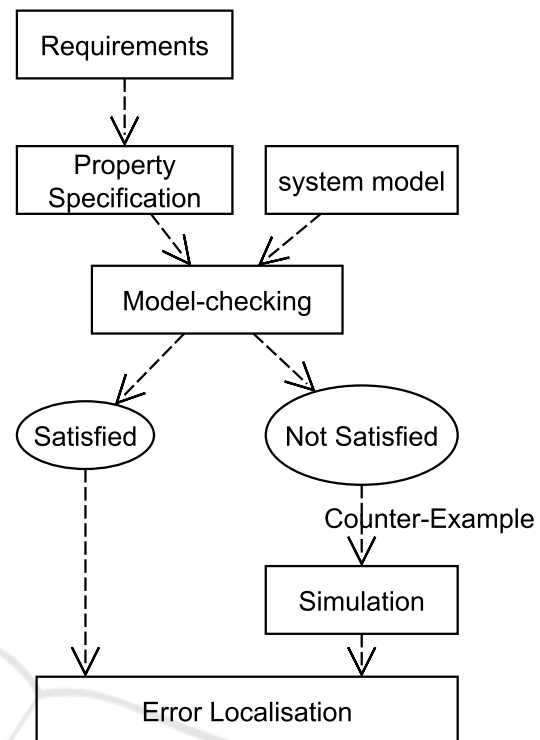 Requirements
Property
Specification
system model
Model-checking
Satisfied
Not Satisfied
Counter-Example
Simulation
Error Localisation